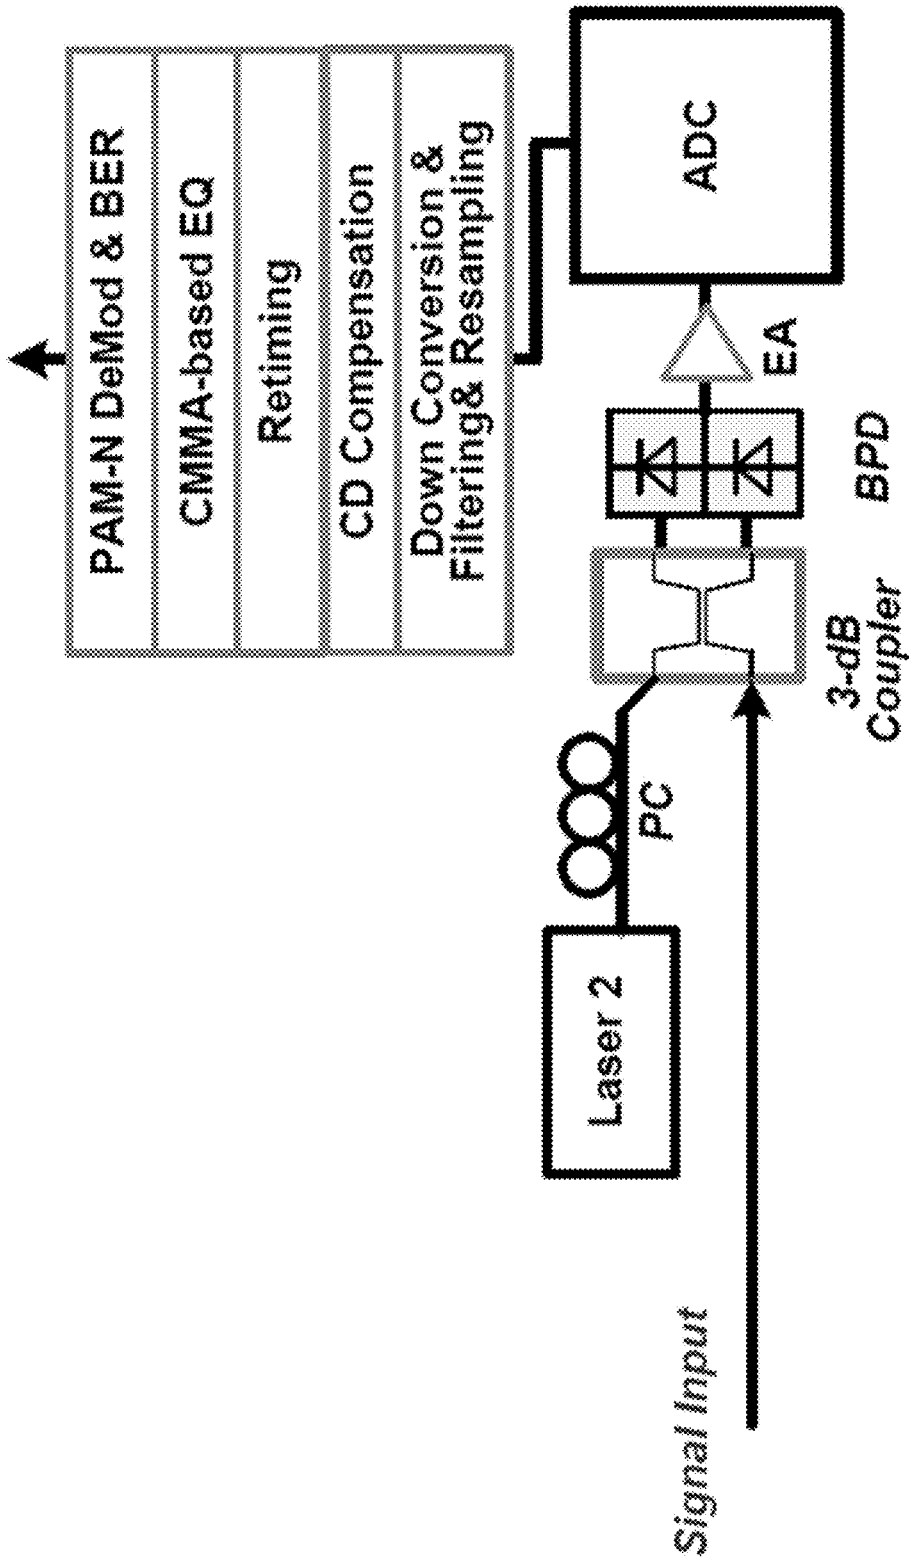 PAM-N DeMod & BER
CMMA-based EQ
Retiming
CD Compensation
Down Conversion &
Filtering& Resampling
ADC
EA
BPD
3-dB
Coupler
PC
Laser 2
Signal Input